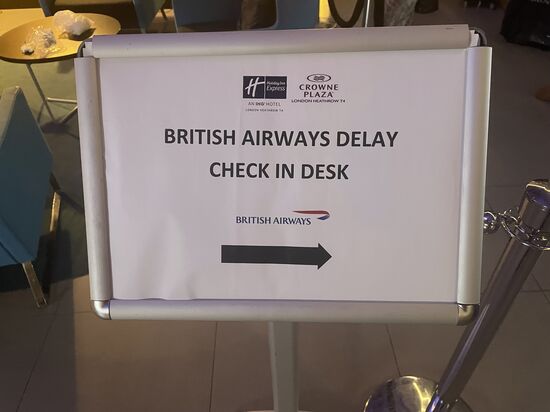 Holiday Inn
Express
AN IHG HOTEL
LONDON HEATHROW T4
CROWNE PLAZA
LONDON HEATHROW T4
BRITISH AIRWAYS DELAY
CHECK IN DESK
BRITISH AIRWAYS